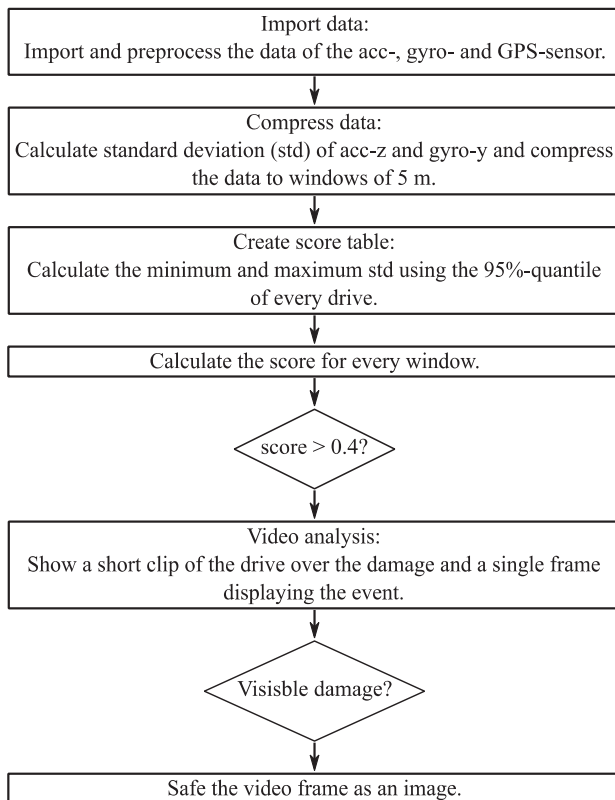 Import data:
Import and preprocess the data of the acc-, gyro- and GPS-sensor.
Compress data:
Calculate standard deviation (std) of acc-z and gyro-y and compress
the data to windows of 5 m.
Create score table:
Calculate the minimum and maximum std using the 95%-quantile
of every drive.
Calculate the score for every window.
score > 0.4?
Video analysis:
Show a short clip of the drive over the damage and a single frame
displaying the event.
Visisble damage?
Safe the video frame as an image.